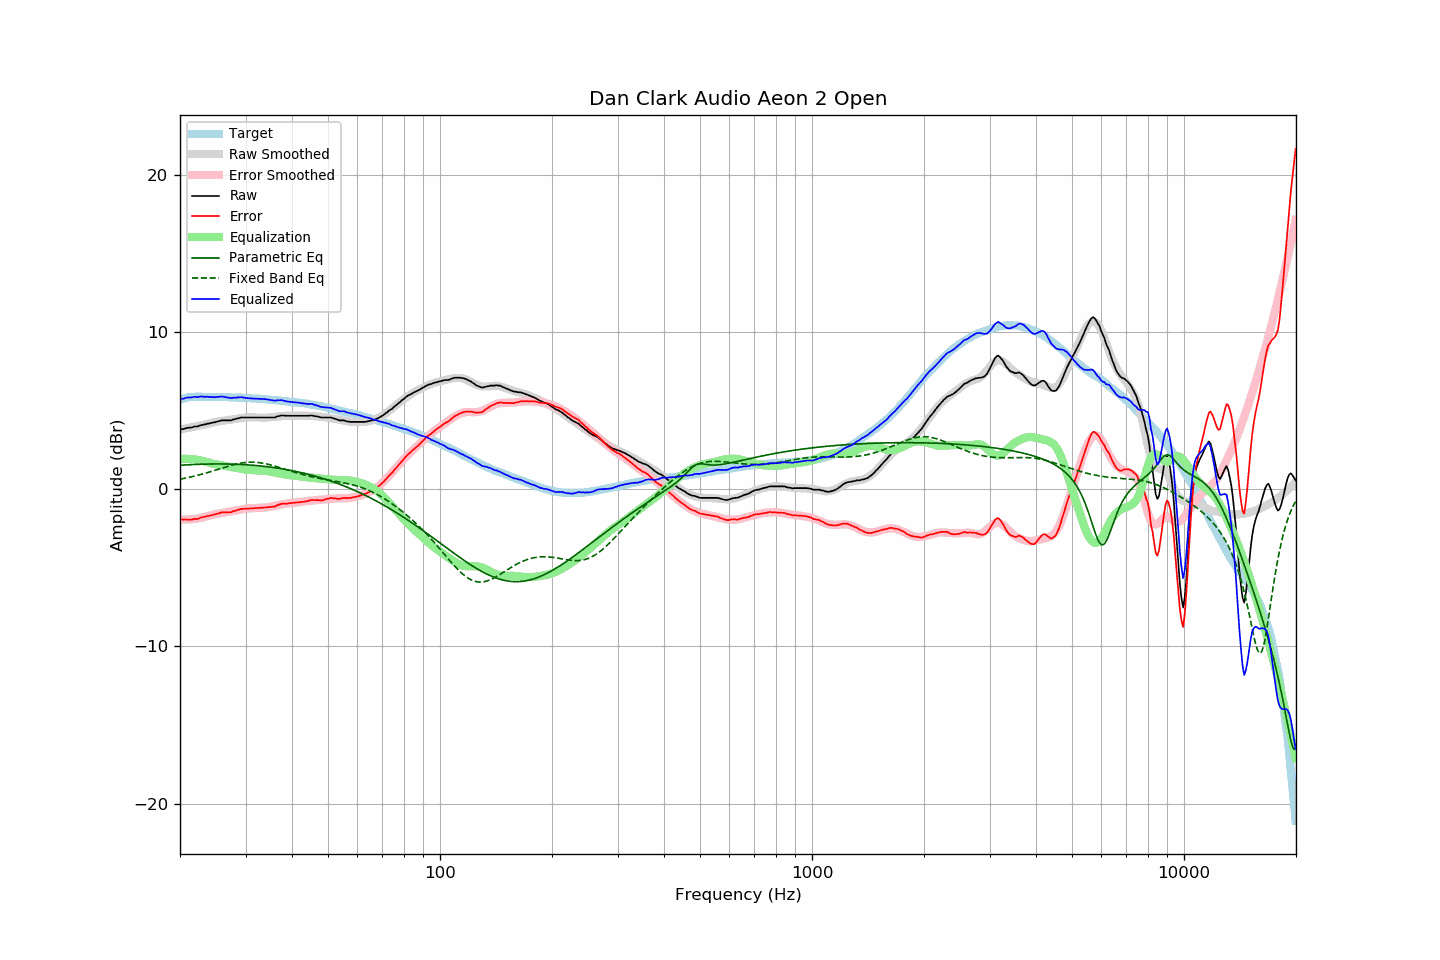 Dan Clark Audio Aeon 2 Open
Target
Raw Smoothed
Error Smoothed
Raw
Error
Equalization
Parametric Eq
Fixed Band Eq
Equalized
20
10
0
−10
−20
Amplitude (dBr)
100
1000
10000
Frequency (Hz)